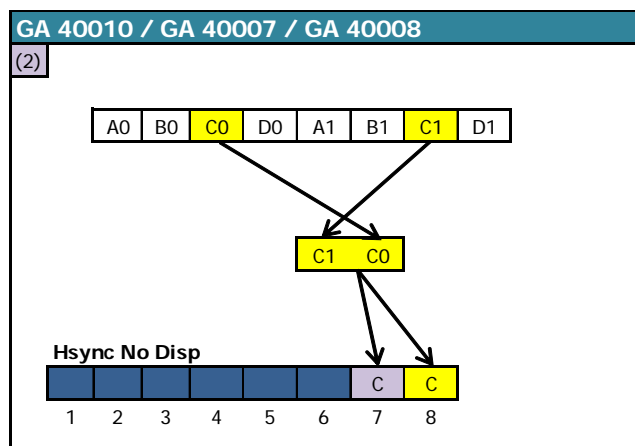 GA 40010 / GA 40007 / GA 40008
(2)
A0 B0 C0 D0 A1 B1 C1 D1
C1 C0
Hsync No Disp
C C
1 2 3 4 5 6 7 8